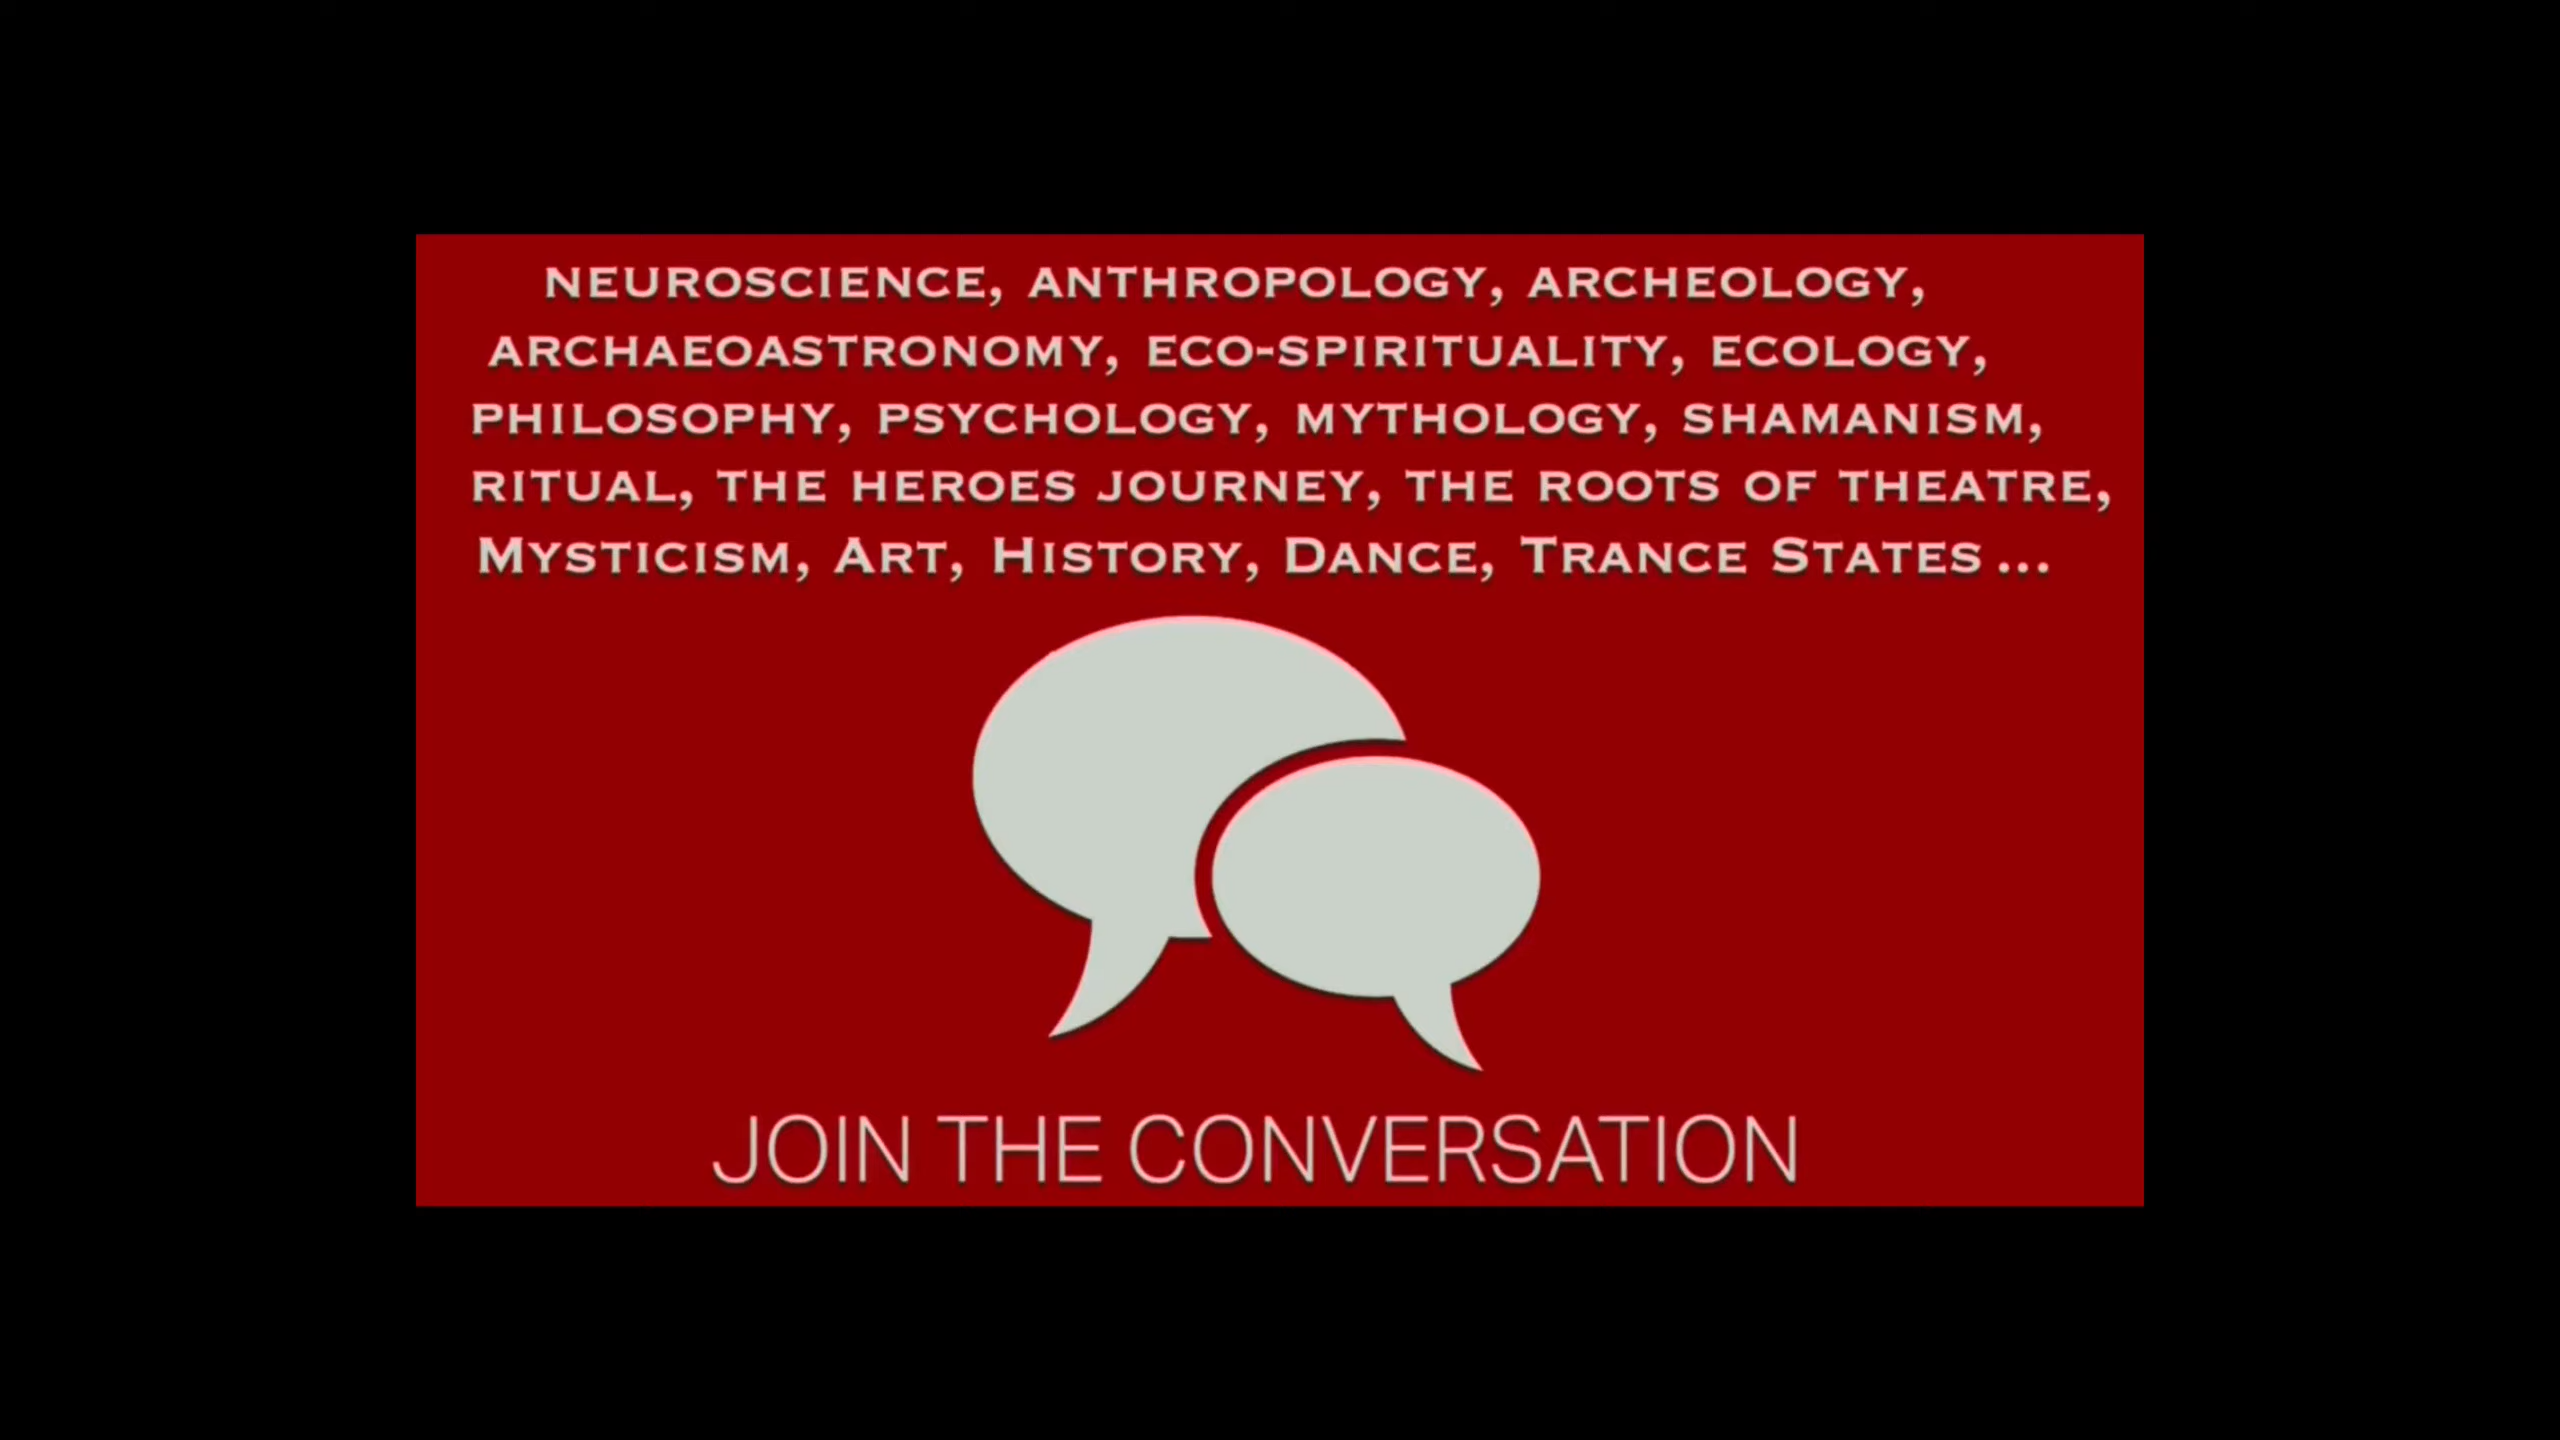 NEUROSCIENCE, ANTHROPOLOGY, ARCHEOLOGY,
ARCHAEOASTRONOMY, ECO-SPIRITUALITY, ECOLOGY,
PHILOSOPHY, PSYCHOLOGY, MYTHOLOGY, SHAMANISM,
RITUAL, THE HEROES JOURNEY, THE ROOTS OF THEATRE,
MYSTICISM, ART, HISTORY, DANCE, TRANCE STATES ...
JOIN THE CONVERSATION